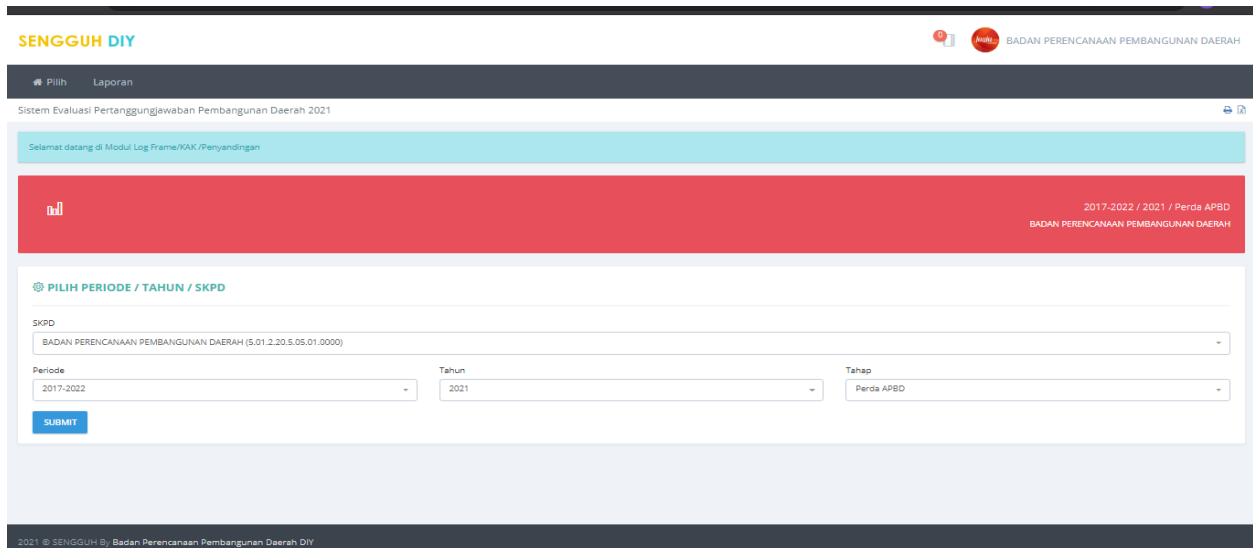 SENGGUH DIY
0
BADAN PERENCANAAN PEMBANGUNAN DAERAH
Pilih Laporan
Sistem Evaluasi Pertanggungjawaban Pembangunan Daerah 2021
Selamat datang di Modul Log Frame/KAK /Penyandingan
2017-2022 / 2021 / Perda APBD
BADAN PERENCANAAN PEMBANGUNAN DAERAH
PILIH PERIODE / TAHUN / SKPD
SKPD
BADAN PERENCANAAN PEMBANGUNAN DAERAH (5.01.2.20.5.05.01.0000)
Periode Tahun Tahap
2017-2022 2021 Perda APBD
SUBMIT
2021 © SENGGUH By Badan Perencanaan Pembangunan Daerah DIY